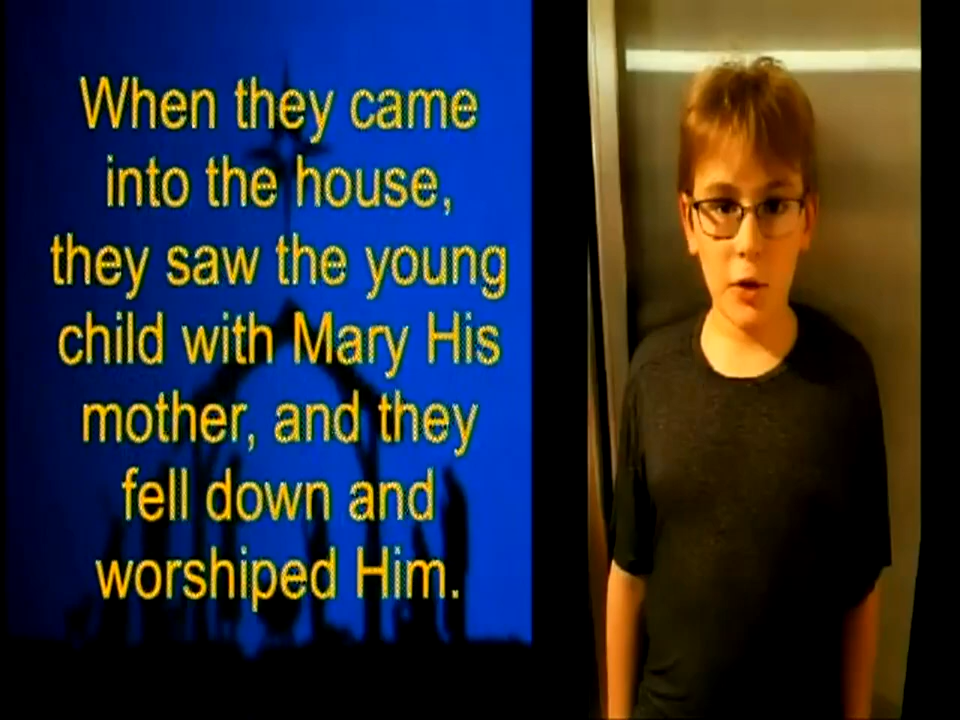 When they came
into the house,
they saw the young
child with Mary His
mother, and they
fell down and
worshiped Him.